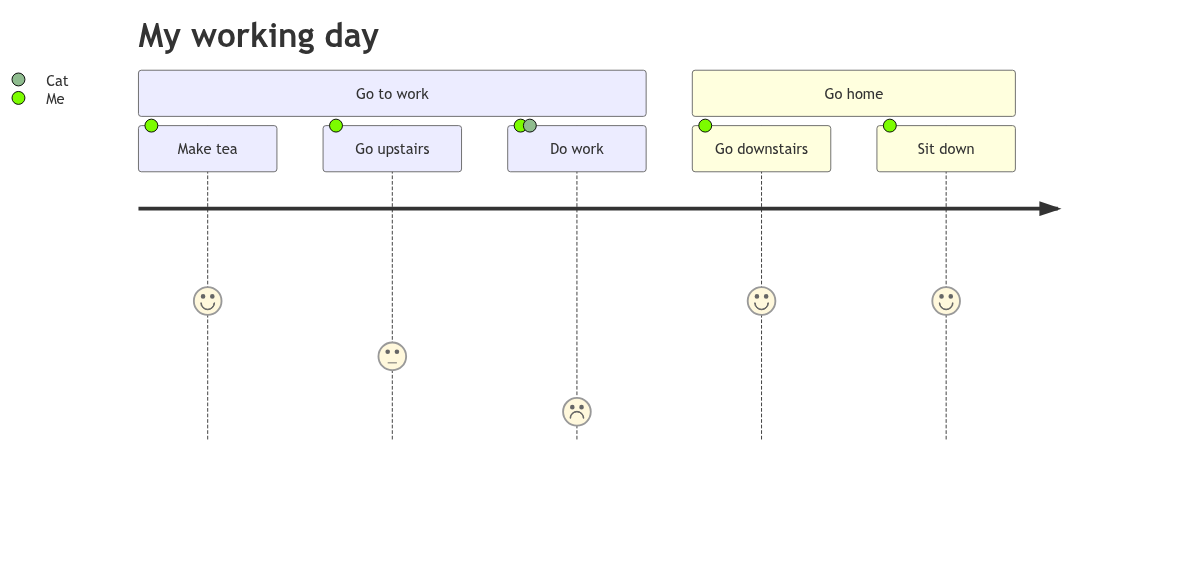 My working day
Cat
Me
Go to work
Go home
Make tea
Go upstairs
Do work
Go downstairs
Sit down